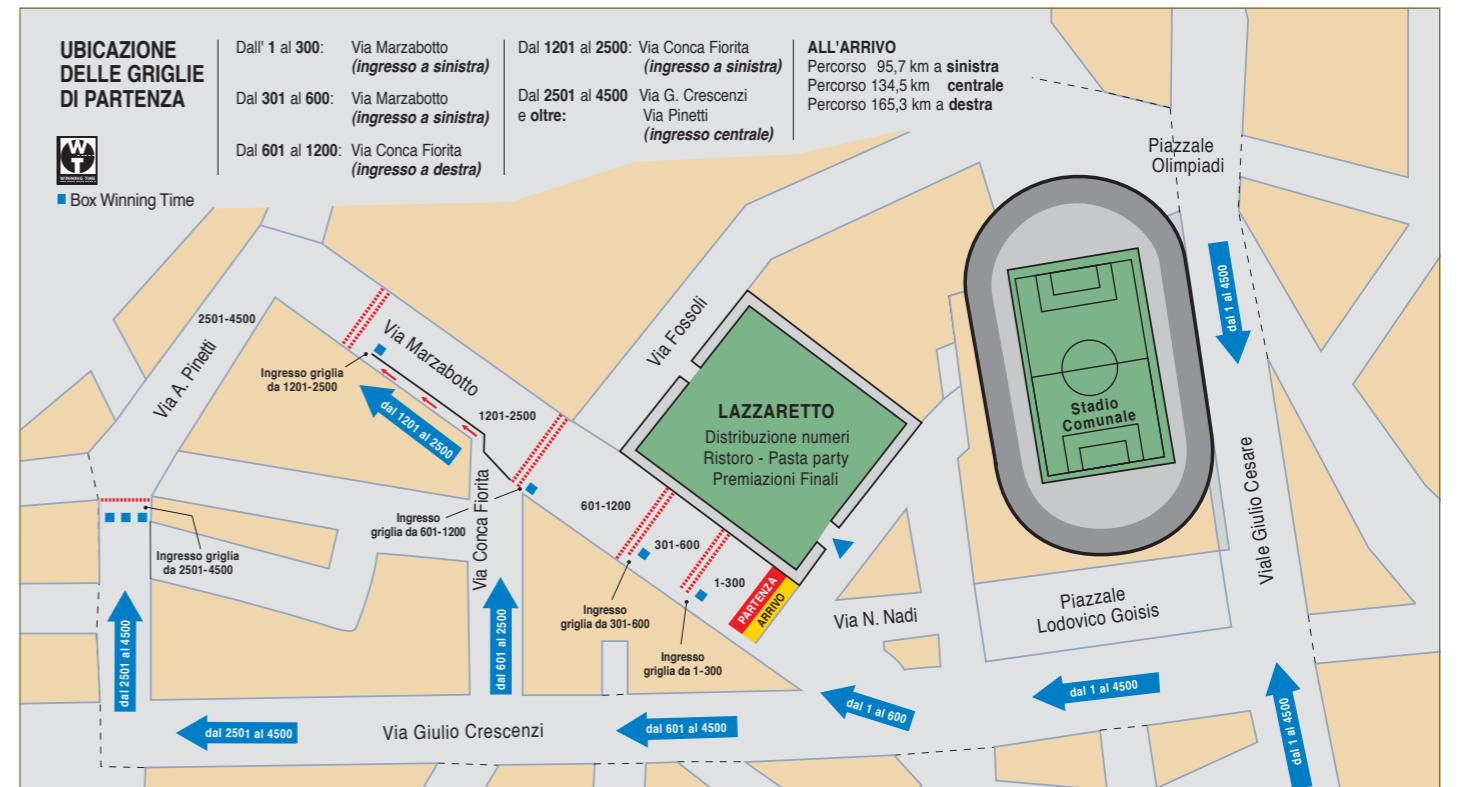 UBICAZIONE
DELLE GRIGLIE
DI PARTENZA
W
T
WINNING TIME
Box Winning Time
Dall' 1 al 300: Via Marzabotto
(ingresso a sinistra)
Dal 301 al 600: Via Marzabotto
(ingresso a sinistra)
Dal 601 al 1200: Via Conca Fiorita
(ingresso a destra)
Dal 1201 al 2500: Via Conca Fiorita
(ingresso a sinistra)
Dal 2501 al 4500 Via G. Crescenzi
e oltre: Via Pinetti
(ingresso centrale)
ALL'ARRIVO
Percorso 95,7 km a sinistra
Percorso 134,5 km centrale
Percorso 165,3 km a destra
Piazzale
Olimpiadi
dal 1 al 4500
Viale Giulio Cesare
Stadio
Comunale
Via Fossoli
2501-4500
Via A. Pinetti
Via Marzabotto
Ingresso griglia
da 1201-2500
dal 1201 al 2500
1201-2500
LAZZARETTO
Distribuzione numeri
Ristoro - Pasta party
Premiazioni Finali
601-1200
301-600
1-300
PARTENZA
ARRIVO
Ingresso
griglia da 601-1200
Via Conca Fiorita
Ingresso griglia
da 2501-4500
Ingresso
griglia da 301-600
Ingresso
griglia da 1-300
Via N. Nadi
Piazzale
Lodovico Goisis
dal 2501 al 4500
dal 601 al 2500
dal 1 al 4500
dal 1 al 600
dal 601 al 4500
Via Giulio Crescenzi
dal 2501 al 4500
dal 1 al 4500